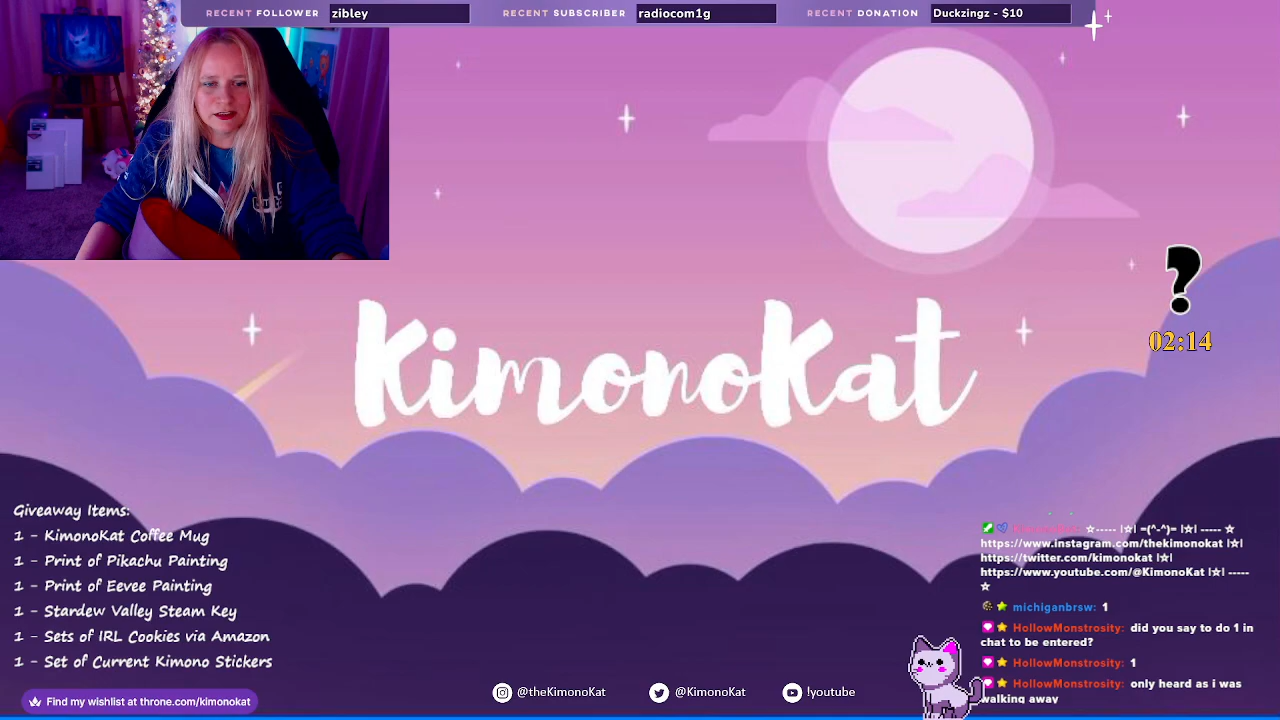 RECENT FOLLOWER zibley RECENT SUBSCRIBER radiocom1g RECENT DONATION Duckzingz - $10
KimonoKat
?
02:14
Giveaway Items:
1 - KimonoKat Coffee Mug
1 - Print of Pikachu Painting
1 - Print of Eevee Painting
1 - Stardew Valley Steam Key
1 - Sets of IRL Cookies via Amazon
1 - Set of Current Kimono Stickers
Find my wishlist at throne.com/kimonokat
@theKimonoKat @KimonoKat !youtube
☆----- |☆| =(^-^)= |☆| ----- ☆
https://www.instagram.com/thekimonokat |☆|
https://twitter.com/kimonokat |☆|
https://www.youtube.com/@KimonoKat |☆| -----
☆
michiganbrsw: 1
HollowMonstrosity: did you say to do 1 in
chat to be entered?
HollowMonstrosity: 1
HollowMonstrosity: only heard as i was
walking away